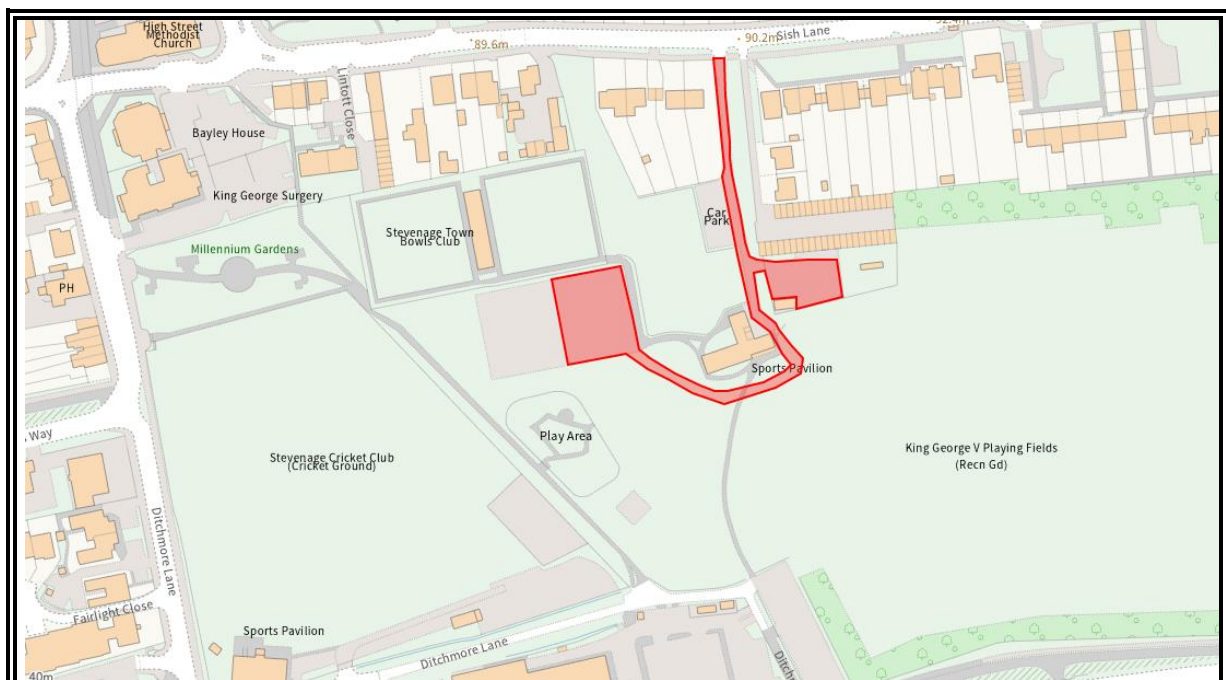 High Street
Methodist
Church
89.6m
90.2m
Sish Lane
Lintott Close
Bayley House
King George Surgery
Car
Park
Stevenage Town
Bowls Club
Millennium Gardens
PH
Sports Pavilion
Way
Play Area
Stevenage Cricket Club
(Cricket Ground)
King George V Playing Fields
(Recn Gd)
Ditchmore Lane
Fairlight Close
Sports Pavilion
Ditchmore Lane
40m